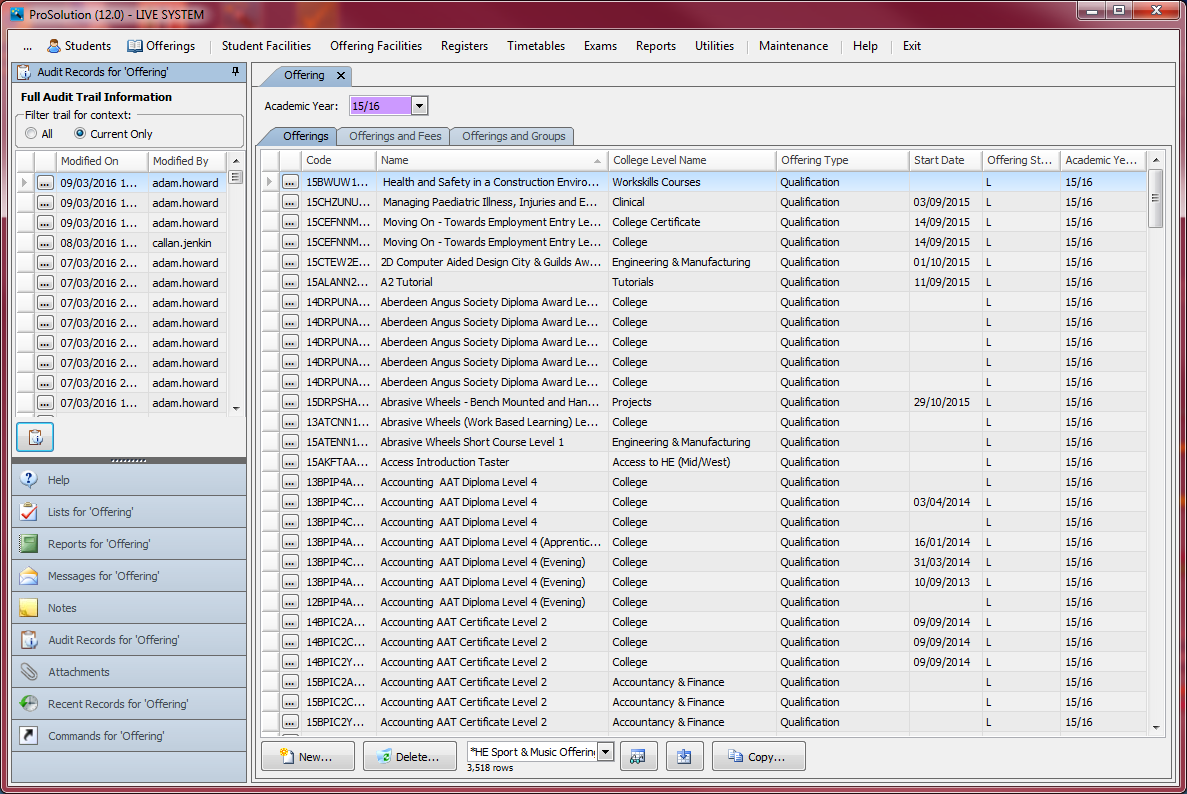 ProSolution (12.0) - LIVE SYSTEM
... Students Offerings Student Facilities Offering Facilities Registers Timetables Exams Reports Utilities Maintenance Help Exit
Audit Records for 'Offering'
Full Audit Trail Information
Filter trail for context:
All Current Only
Modified On Modified By
... 09/03/2016 1... adam.howard
... 09/03/2016 1... adam.howard
... 09/03/2016 1... adam.howard
... 08/03/2016 1... callan.jenkin
... 07/03/2016 2... adam.howard
... 07/03/2016 2... adam.howard
... 07/03/2016 2... adam.howard
... 07/03/2016 2... adam.howard
... 07/03/2016 2... adam.howard
... 07/03/2016 2... adam.howard
... 07/03/2016 2... adam.howard
... 07/03/2016 1... adam.howard
Help
Lists for 'Offering'
Reports for 'Offering'
Messages for 'Offering'
Notes
Audit Records for 'Offering'
Attachments
Recent Records for 'Offering'
Commands for 'Offering'
Offering
Academic Year: 15/16
Offerings Offerings and Fees Offerings and Groups
Code Name College Level Name Offering Type Start Date Offering St... Academic Ye...
... 15BWUW1... Health and Safety in a Construction Enviro... Workskills Courses Qualification L 15/16
... 15CHZUNU... Managing Paediatric Illness, Injuries and E... Clinical Qualification 03/09/2015 L 15/16
... 15CEFNNM... Moving On - Towards Employment Entry Le... College Certificate Qualification 14/09/2015 L 15/16
... 15CEFNNM... Moving On - Towards Employment Entry Le... College Qualification 14/09/2015 L 15/16
... 15CTEW2E... 2D Computer Aided Design City & Guilds Aw... Engineering & Manufacturing Qualification 01/10/2015 L 15/16
... 15ALANN2... A2 Tutorial Tutorials Qualification 11/09/2015 L 15/16
... 14DRPUNA... Aberdeen Angus Society Diploma Award Le... College Qualification L 15/16
... 14DRPUNA... Aberdeen Angus Society Diploma Award Le... College Qualification L 15/16
... 14DRPUNA... Aberdeen Angus Society Diploma Award Le... College Qualification L 15/16
... 14DRPUNA... Aberdeen Angus Society Diploma Award Le... College Qualification L 15/16
... 14DRPUNA... Aberdeen Angus Society Diploma Award Le... College Qualification L 15/16
... 15DRPSHA... Abrasive Wheels - Bench Mounted and Han... Projects Qualification 29/10/2015 L 15/16
... 13ATCNN1... Abrasive Wheels (Work Based Learning) Le... College Qualification L 15/16
... 15ATENN1... Abrasive Wheels Short Course Level 1 Engineering & Manufacturing Qualification L 15/16
... 15AKFTAA... Access Introduction Taster Access to HE (Mid/West) Qualification L 15/16
... 13BPIP4A... Accounting AAT Diploma Level 4 College Qualification L 15/16
... 13BPIP4C... Accounting AAT Diploma Level 4 College Qualification 03/04/2014 L 15/16
... 13BPIP4C... Accounting AAT Diploma Level 4 College Qualification L 15/16
... 13BPIP4A... Accounting AAT Diploma Level 4 (Apprentic... College Qualification 16/01/2014 L 15/16
... 13BPIP4C... Accounting AAT Diploma Level 4 (Evening) College Qualification 31/03/2014 L 15/16
... 13BPIP4A... Accounting AAT Diploma Level 4 (Evening) College Qualification 10/09/2013 L 15/16
... 12BPIP4A... Accounting AAT Diploma Level 4 (Evening) College Qualification L 15/16
... 14BPIC2A... Accounting AAT Certificate Level 2 College Qualification 09/09/2014 L 15/16
... 14BPIC2C... Accounting AAT Certificate Level 2 College Qualification 09/09/2014 L 15/16
... 14BPIC2Y... Accounting AAT Certificate Level 2 College Qualification 09/09/2014 L 15/16
... 15BPIC2A... Accounting AAT Certificate Level 2 Accountancy & Finance Qualification L 15/16
... 15BPIC2C... Accounting AAT Certificate Level 2 Accountancy & Finance Qualification L 15/16
... 15BPIC2Y... Accounting AAT Certificate Level 2 Accountancy & Finance Qualification L 15/16
New... Delete... *HE Sport & Music Offering Copy...
3,518 rows